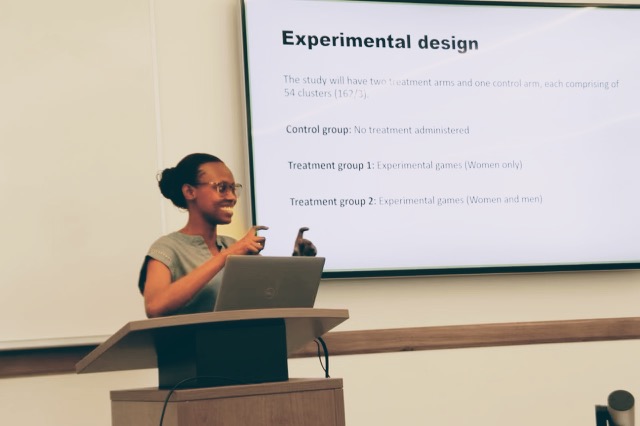 Experimental design
The study will have two treatment arms and one control arm, each comprising of
54 clusters (162/3).
Control group: No treatment administered
Treatment group 1: Experimental games (Women only)
Treatment group 2: Experimental games (Women and men)